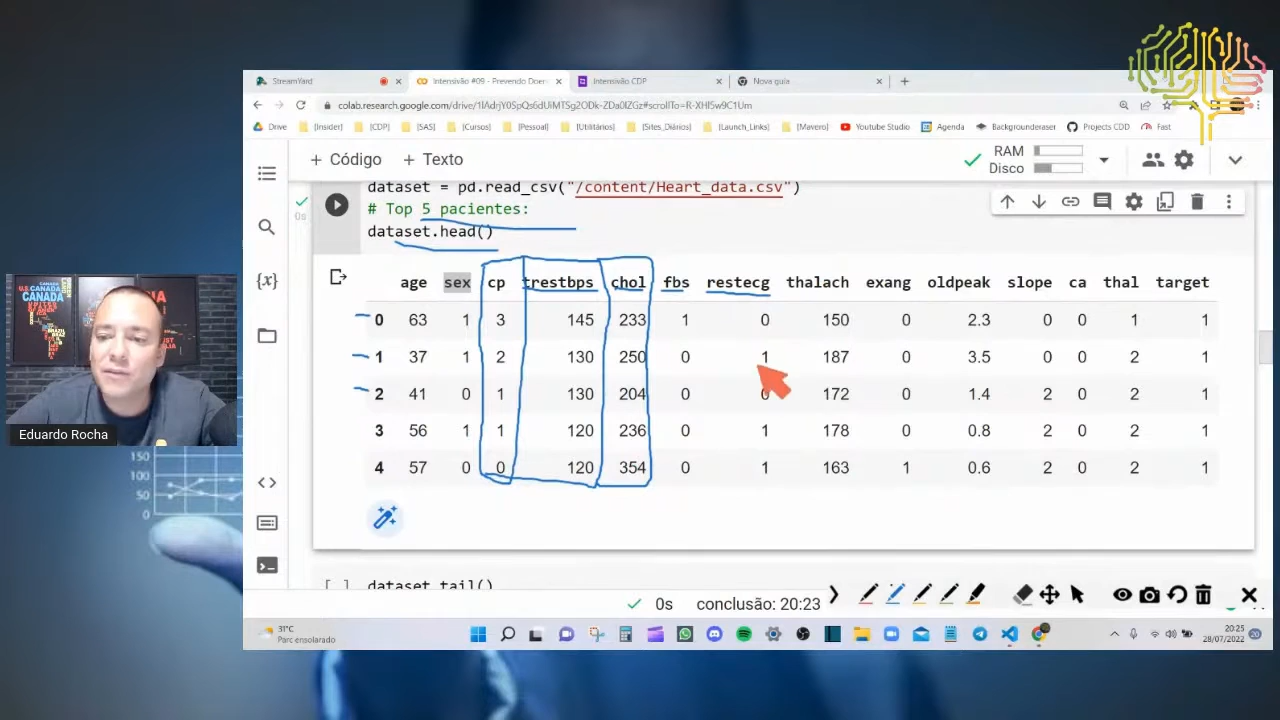 StreamYard
Intensivão #09 - Prevendo Doen
Intensivão CDP
Nova guia
colab.research.google.com/drive/
Drive
[Insider]
[CDP]
[SAS]
[Cursos]
[Pessoal]
[Utilitários]
[Sites_Diários]
[Launch_Links]
[Mavero]
Youtube Studio
Agenda
Backgrounderaser
Projects CDD
Fast
+ Código
+ Texto
RAM
Disco
dataset = pd.read_csv("/content/Heart_data.csv")
# Top 5 pacientes:
dataset.head()
0s
{x}
age sex cp trestbps chol fbs restecg thalach exang oldpeak slope ca thal target
0 63 1 3 145 233 1 0 150 0 2.3 0 0 1 1
1 37 1 2 130 250 0 1 187 0 3.5 0 0 2 1
2 41 0 1 130 204 0 0 172 0 1.4 2 0 2 1
3 56 1 1 120 236 0 1 178 0 0.8 2 0 2 1
4 57 0 0 120 354 0 1 163 1 0.6 2 0 2 1
CANADA
Eduardo Rocha
150
100
50
0
[ ] dataset.tail()
0s conclusão: 20:23
31°C
Parc ensolarado
20:25
28/07/2022